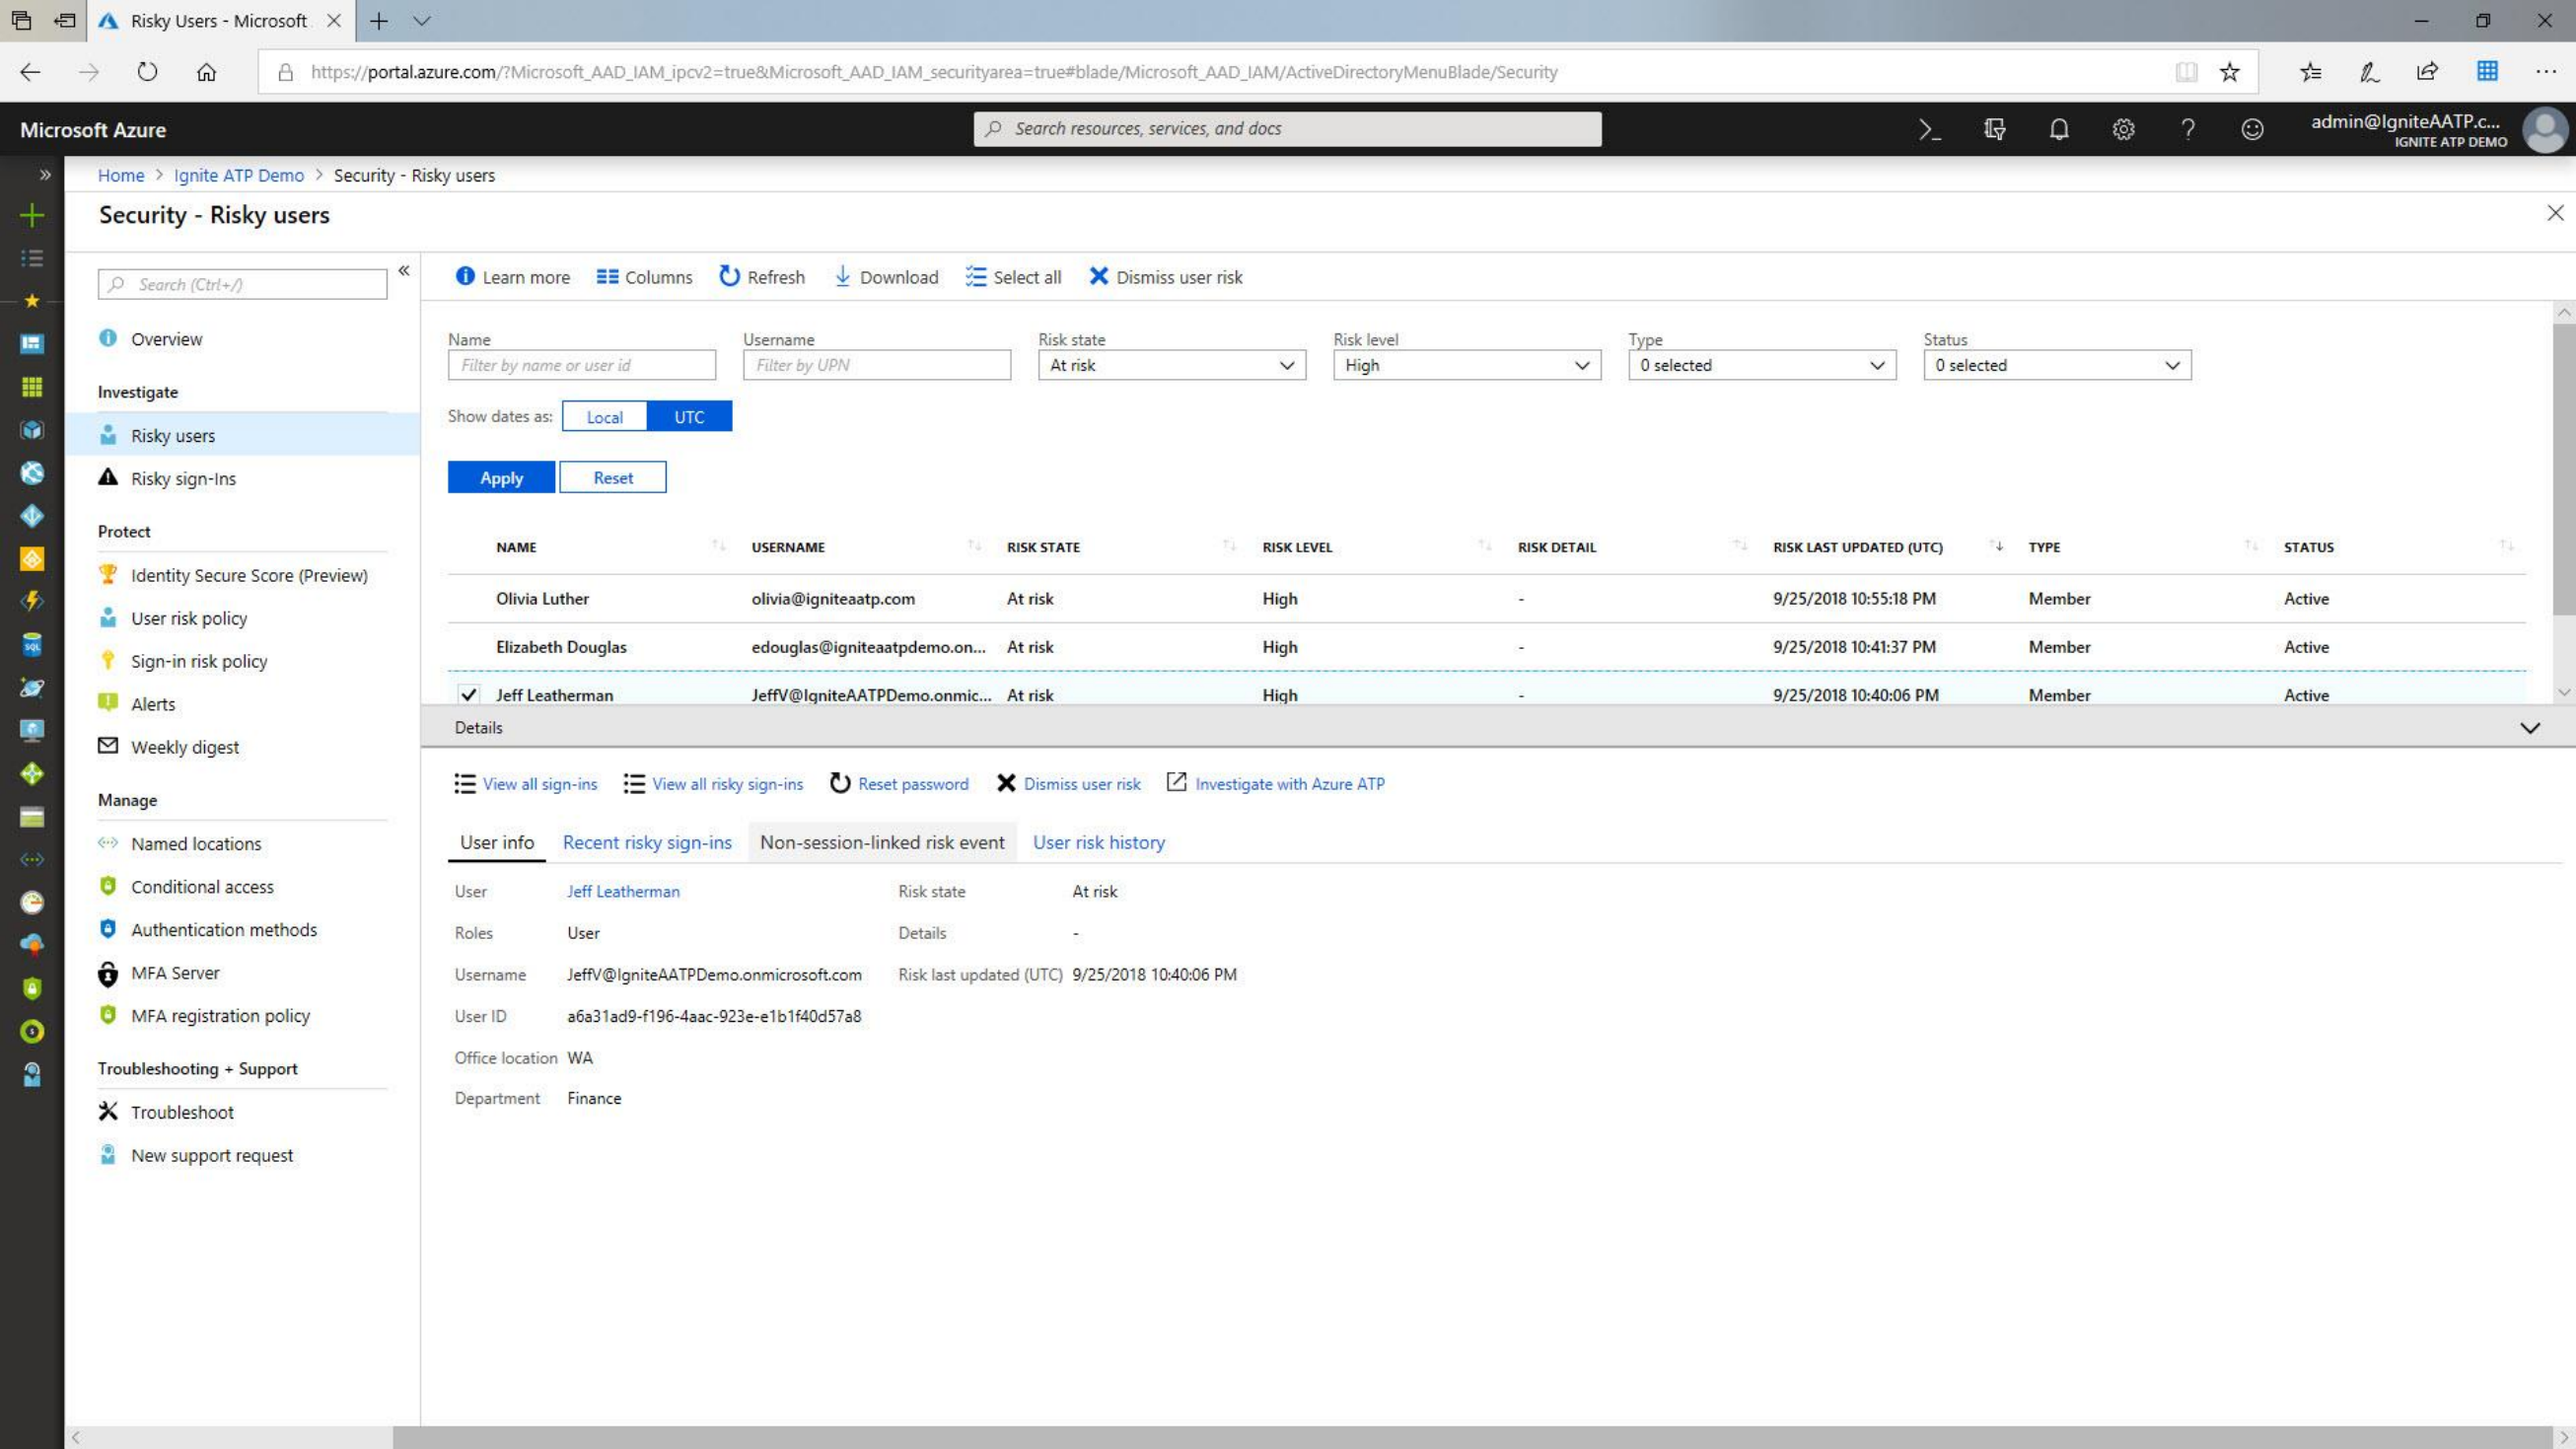 Risky Users - Microsoft
https://portal.azure.com/?Microsoft_AAD_IAM_ipcv2=true&Microsoft_AAD_IAM_securityarea=true#blade/Microsoft_AAD_IAM/ActiveDirectoryMenuBlade/Security
Microsoft Azure
Search resources, services, and docs
admin@IgniteAATP.c...
IGNITE ATP DEMO
Home > Ignite ATP Demo > Security - Risky users
Security - Risky users
Search (Ctrl+/)
Overview
Investigate
Risky users
Risky sign-Ins
Protect
Identity Secure Score (Preview)
User risk policy
Sign-in risk policy
Alerts
Weekly digest
Manage
Named locations
Conditional access
Authentication methods
MFA Server
MFA registration policy
Troubleshooting + Support
Troubleshoot
New support request
Learn more Columns Refresh Download Select all Dismiss user risk
Name Username Risk state Risk level Type Status
Filter by name or user id Filter by UPN At risk High 0 selected 0 selected
Show dates as: Local UTC
Apply Reset
NAME USERNAME RISK STATE RISK LEVEL RISK DETAIL RISK LAST UPDATED (UTC) TYPE STATUS
Olivia Luther olivia@igniteaatp.com At risk High - 9/25/2018 10:55:18 PM Member Active
Elizabeth Douglas edouglas@igniteaatpdemo.on... At risk High - 9/25/2018 10:41:37 PM Member Active
Jeff Leatherman JeffV@IgniteAATPDemo.onmic... At risk High - 9/25/2018 10:40:06 PM Member Active
Details
View all sign-ins View all risky sign-ins Reset password Dismiss user risk Investigate with Azure ATP
User info Recent risky sign-ins Non-session-linked risk event User risk history
User Jeff Leatherman Risk state At risk
Roles User Details -
Username JeffV@IgniteAATPDemo.onmicrosoft.com Risk last updated (UTC) 9/25/2018 10:40:06 PM
User ID a6a31ad9-f196-4aac-923e-e1b1f40d57a8
Office location WA
Department Finance